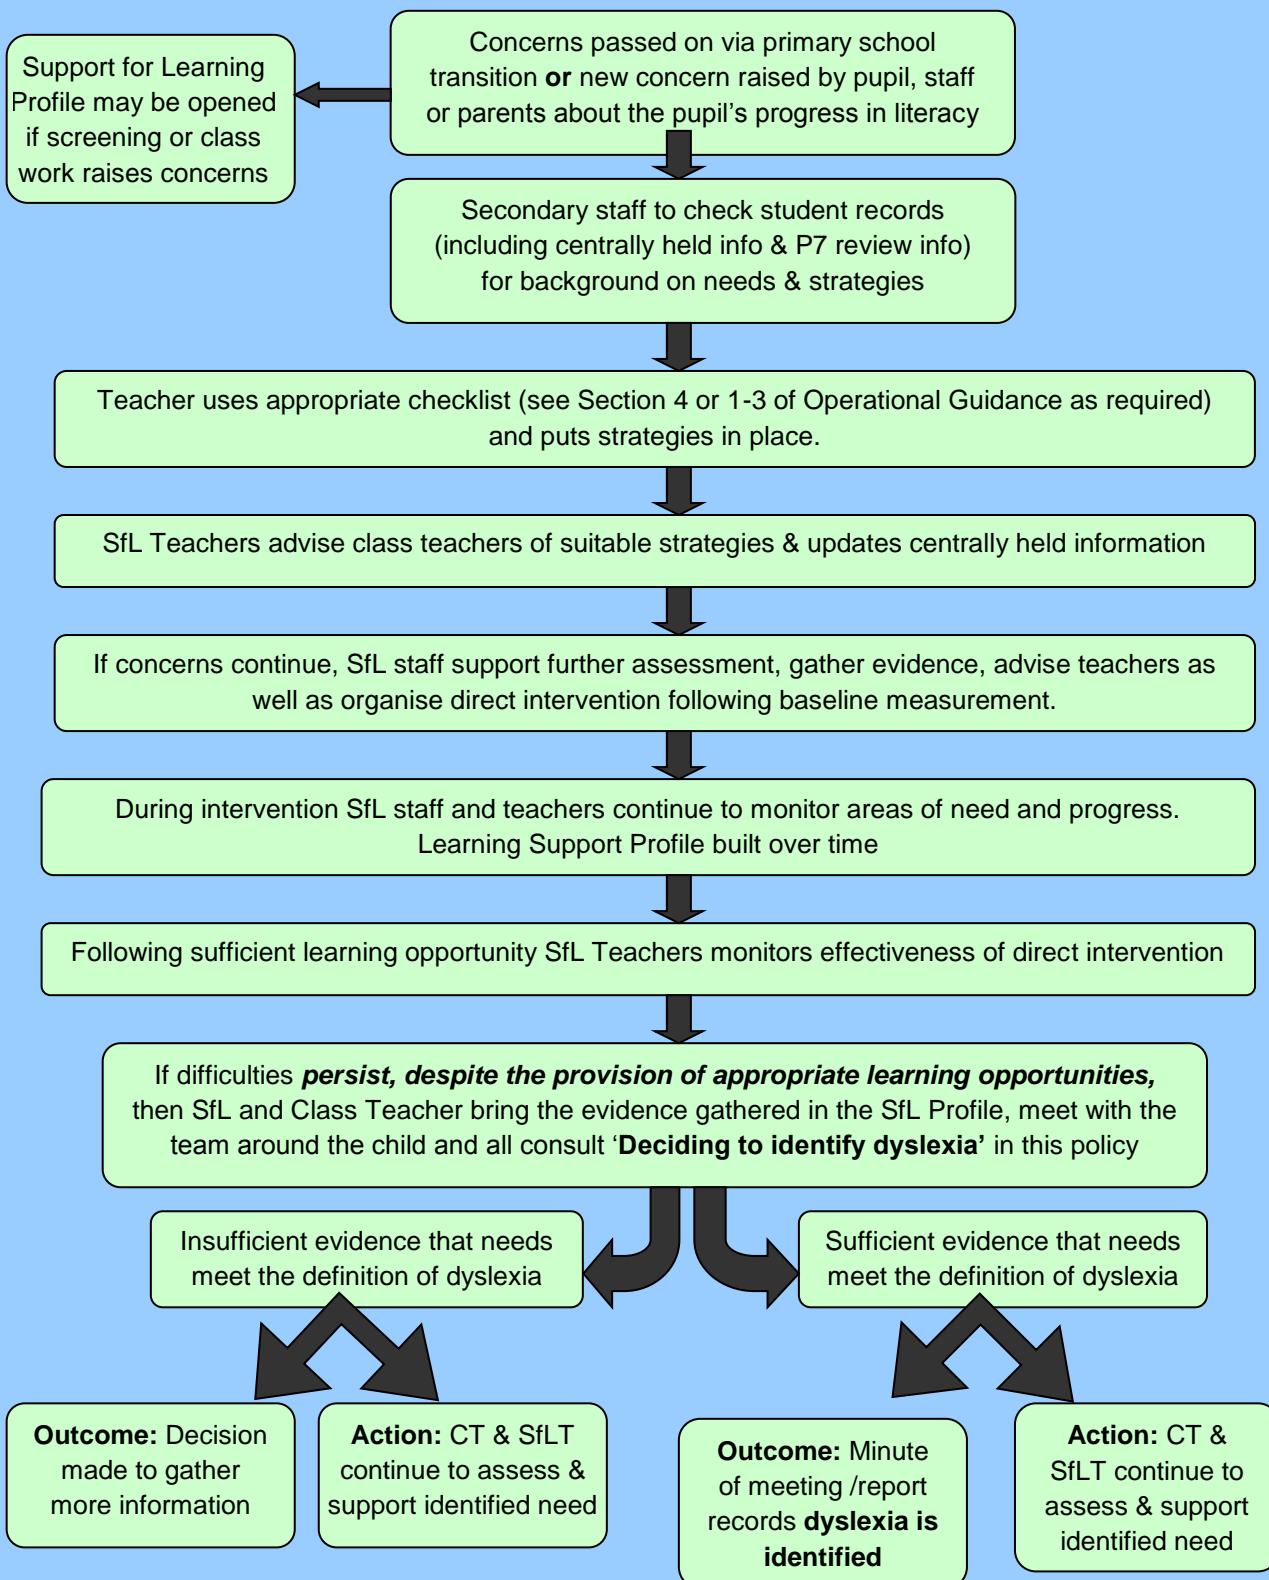 Support for Learning
Profile may be opened
if screening or class
work raises concerns
Concerns passed on via primary school
transition or new concern raised by pupil, staff
or parents about the pupil's progress in literacy
Secondary staff to check student records
(including centrally held info & P7 review info)
for background on needs & strategies
Teacher uses appropriate checklist (see Section 4 or 1-3 of Operational Guidance as required)
and puts strategies in place.
SfL Teachers advise class teachers of suitable strategies & updates centrally held information
If concerns continue, SfL staff support further assessment, gather evidence, advise teachers as
well as organise direct intervention following baseline measurement.
During intervention SfL staff and teachers continue to monitor areas of need and progress.
Learning Support Profile built over time
Following sufficient learning opportunity SfL Teachers monitors effectiveness of direct intervention
If difficulties persist, despite the provision of appropriate learning opportunities,
then SfL and Class Teacher bring the evidence gathered in the SfL Profile, meet with the
team around the child and all consult 'Deciding to identify dyslexia' in this policy
Insufficient evidence that needs
meet the definition of dyslexia
Sufficient evidence that needs
meet the definition of dyslexia
Outcome: Decision
made to gather
more information
Action: CT & SfLT
continue to assess &
support identified need
Outcome: Minute
of meeting /report
records dyslexia is
identified
Action: CT &
SfLT continue to
assess & support
identified need